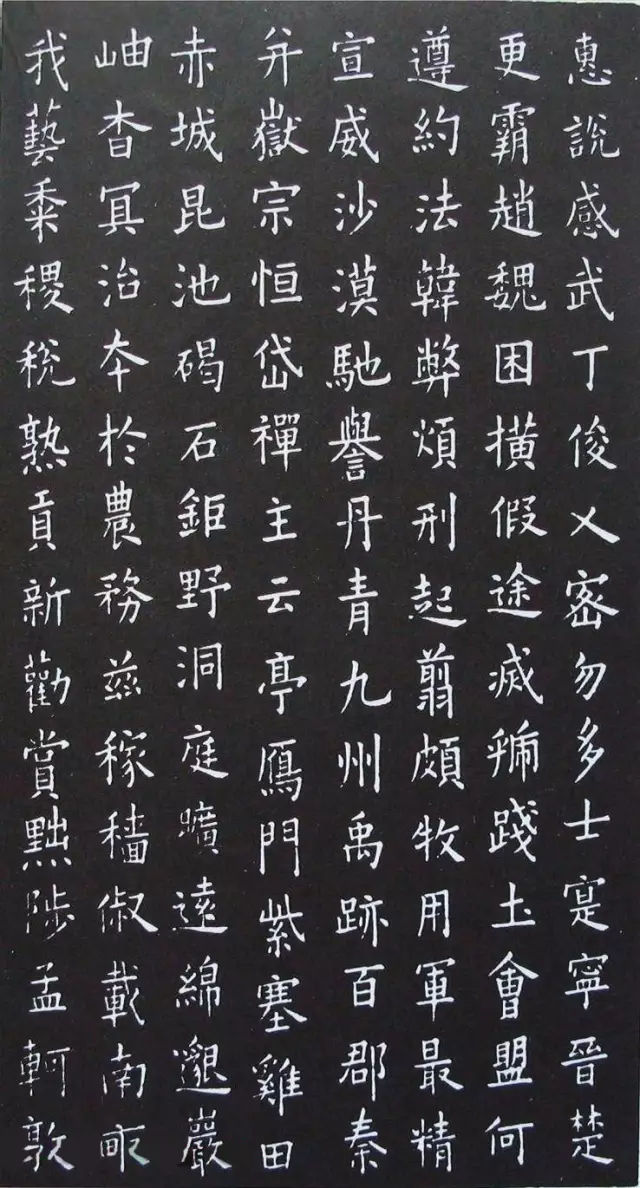 惠說感武丁俊乂密勿多士寔寧晉楚
更霸趙魏困撗假途滅虢踐土會盟何
遵約法韓弊煩刑起翦頗牧用軍最精
宣威沙漠馳譽丹青九州禹跡百郡秦
并嶽宗恒岱禪主云亭鴈門紫塞雞田
赤城昆池碣石鉅野洞庭曠遠綿邈巖
岫杳冥治本於農務茲稼穡俶載南畝
我藝黍稷稅熟貢新勸賞黜陟孟軻敦